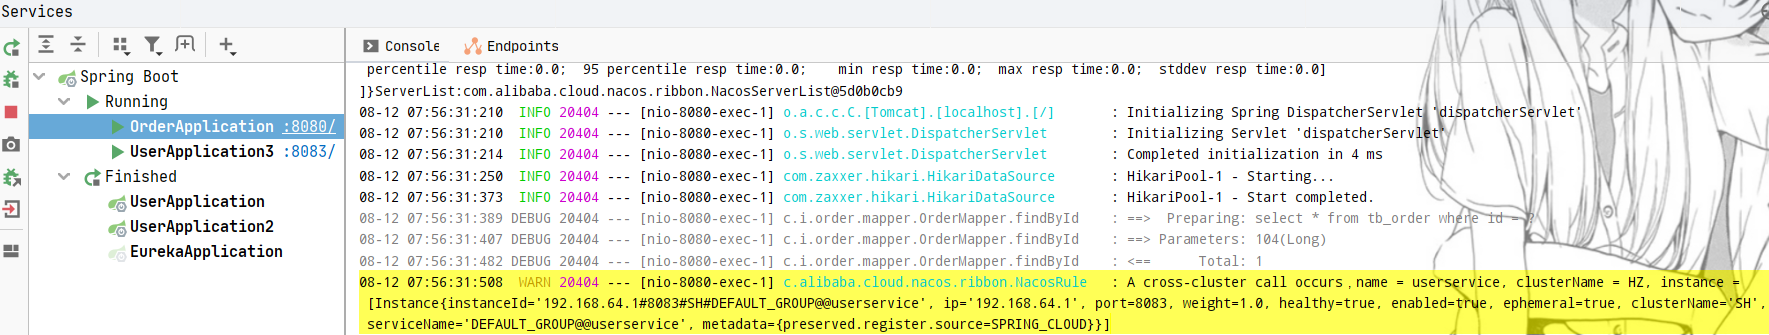 Services
Console
Endpoints
Spring Boot
Running
OrderApplication :8080/
UserApplication3 :8083/
Finished
UserApplication
UserApplication2
EurekaApplication
percentile resp time:0.0;  95 percentile resp time:0.0;    min resp time:0.0;  max resp time:0.0;  stddev resp time:0.0]
]}ServerList:com.alibaba.cloud.nacos.ribbon.NacosServerList@5d0b0cb9
08-12 07:56:31:210  INFO 20404 --- [nio-8080-exec-1] o.a.c.c.C.[Tomcat].[localhost].[/]       : Initializing Spring DispatcherServlet 'dispatcherServlet'
08-12 07:56:31:210  INFO 20404 --- [nio-8080-exec-1] o.s.web.servlet.DispatcherServlet        : Initializing Servlet 'dispatcherServlet'
08-12 07:56:31:214  INFO 20404 --- [nio-8080-exec-1] o.s.web.servlet.DispatcherServlet        : Completed initialization in 4 ms
08-12 07:56:31:250  INFO 20404 --- [nio-8080-exec-1] com.zaxxer.hikari.HikariDataSource       : HikariPool-1 - Starting...
08-12 07:56:31:373  INFO 20404 --- [nio-8080-exec-1] com.zaxxer.hikari.HikariDataSource       : HikariPool-1 - Start completed.
08-12 07:56:31:389 DEBUG 20404 --- [nio-8080-exec-1] c.i.order.mapper.OrderMapper.findById    : ==>  Preparing: select * from tb_order where id = ?
08-12 07:56:31:407 DEBUG 20404 --- [nio-8080-exec-1] c.i.order.mapper.OrderMapper.findById    : ==> Parameters: 104(Long)
08-12 07:56:31:482 DEBUG 20404 --- [nio-8080-exec-1] c.i.order.mapper.OrderMapper.findById    : <==      Total: 1
08-12 07:56:31:508  WARN 20404 --- [nio-8080-exec-1] c.alibaba.cloud.nacos.ribbon.NacosRule   : A cross-cluster call occurs，name = userservice, clusterName = HZ, instance =
[Instance{instanceId='192.168.64.1#8083#SH#DEFAULT_GROUP@@userservice', ip='192.168.64.1', port=8083, weight=1.0, healthy=true, enabled=true, ephemeral=true, clusterName='SH',
serviceName='DEFAULT_GROUP@@userservice', metadata={preserved.register.source=SPRING_CLOUD}}]